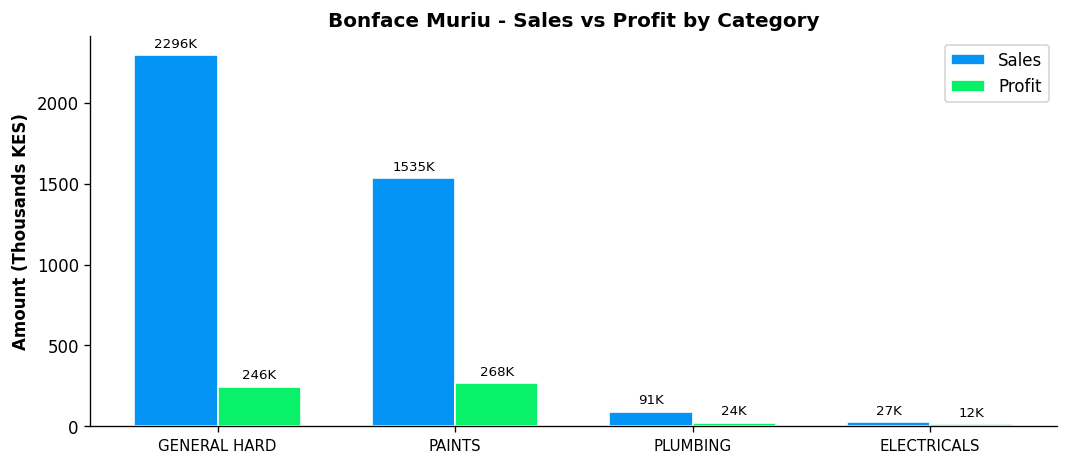 Bonface Muriu - Sales vs Profit by Category
Amount (Thousands KES)
2000
1500
1000
500
0
2296K
246K
1535K
268K
91K
24K
27K
12K
GENERAL HARD
PAINTS
PLUMBING
ELECTRICALS
Sales
Profit